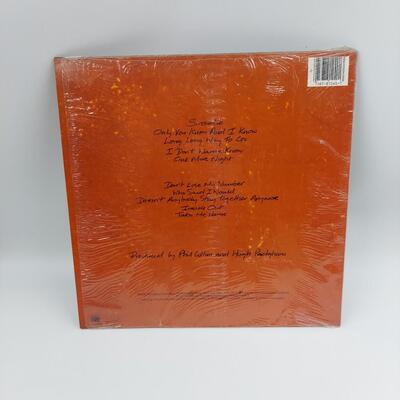 Sussudio
Only You Know And I Know
Long Long Way To Go
I Don't Wanna Know
One More Night
Don't Lose My Number
Who Said I Would
Doesn't Anybody Stay Together Anymore
Inside Out
Take Me Home
Produced by Phil Collins and Hugh Padgham